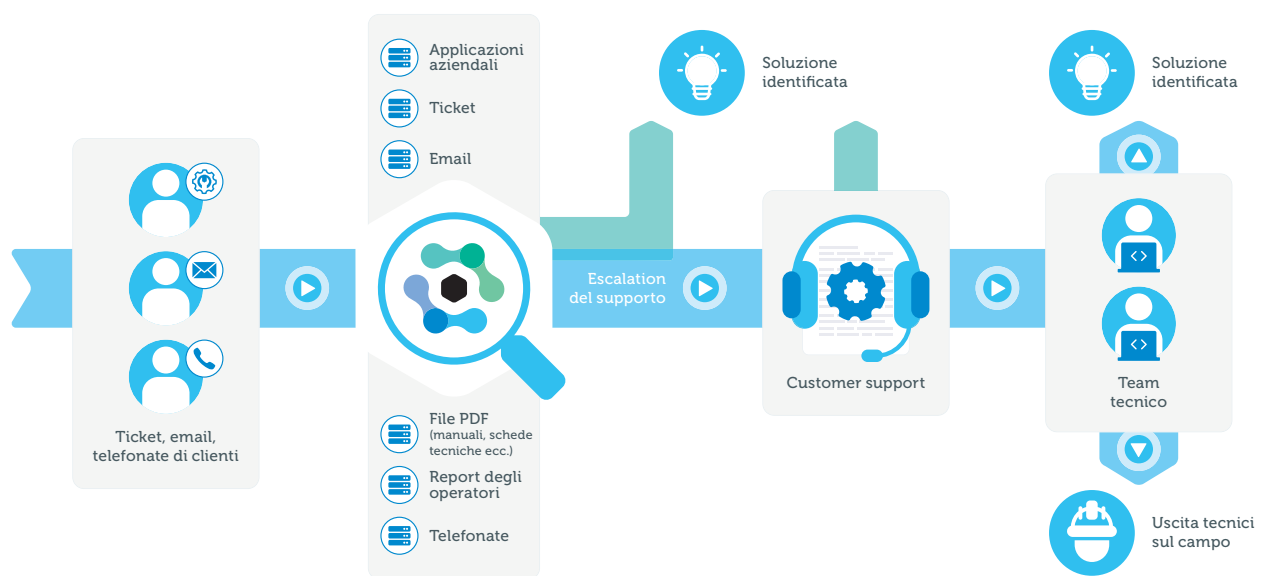 Ticket, email,
telefonate di clienti
Applicazioni
aziendali
Ticket
Email
File PDF
(manuali, schede
tecniche ecc.)
Report degli
operatori
Telefonate
Escalation
del supporto
Soluzione
identificata
Customer support
Soluzione
identificata
Team
tecnico
Uscita tecnici
sul campo